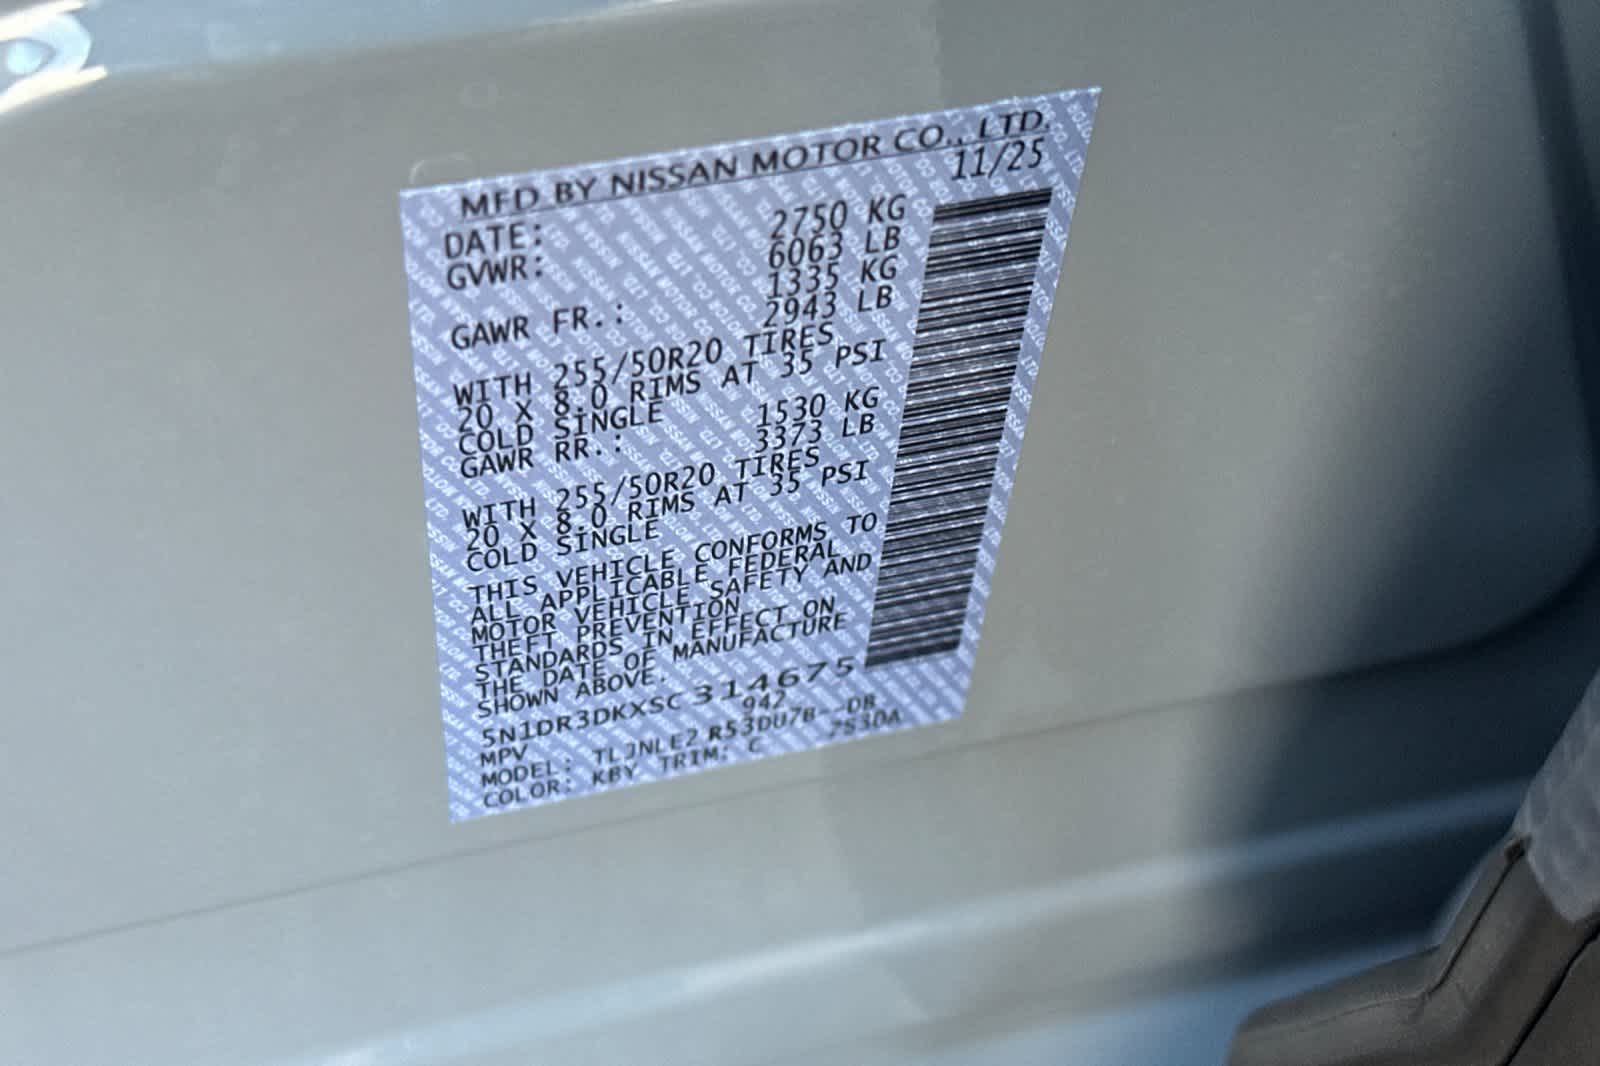 MFD BY NISSAN MOTOR CO., LTD.
DATE: 11/25
GVWR: 2750 KG
6063 LB
GAWR FR.: 1335 KG
2943 LB
WITH 255/50R20 TIRES
20 X 8.0 RIMS AT 35 PSI
COLD SINGLE
GAWR RR.: 1530 KG
3373 LB
WITH 255/50R20 TIRES
20 X 8.0 RIMS AT 35 PSI
COLD SINGLE
THIS VEHICLE CONFORMS TO
ALL APPLICABLE FEDERAL
MOTOR VEHICLE SAFETY AND
THEFT PREVENTION
STANDARDS IN EFFECT ON
THE DATE OF MANUFACTURE
SHOWN ABOVE.
5N1DR3DKXSC314675
MPV 942
MODEL: TLJNLE2 R53DU7B--DB
COLOR: KBY TRIM: C